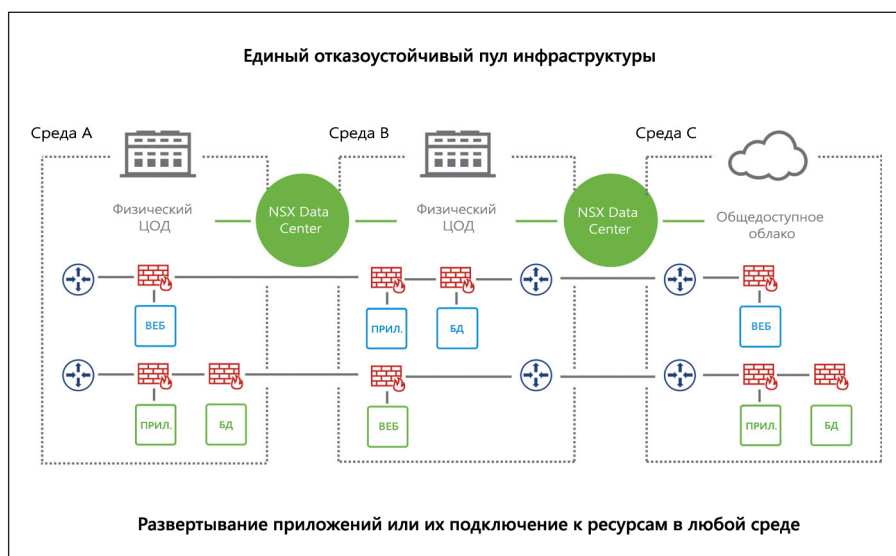 Единый отказоустойчивый пул инфраструктуры
Среда A
Среда B
Среда C
Физический
ЦОД
NSX Data
Center
Физический
ЦОД
NSX Data
Center
Общедоступное
облако
ВЕБ
ПРИЛ.
БД
ВЕБ
ПРИЛ.
БД
ВЕБ
ПРИЛ.
БД
Развертывание приложений или их подключение к ресурсам в любой среде